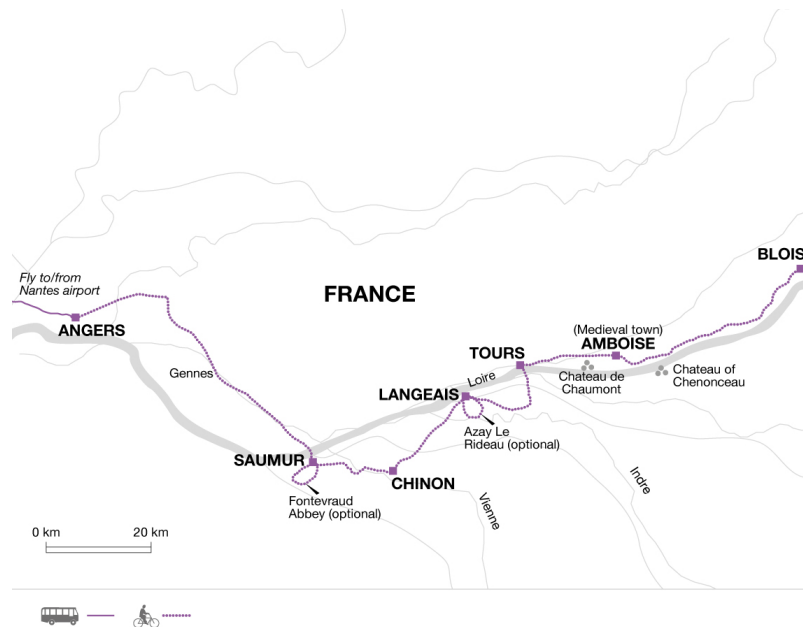 BLOIS
Fly to/from
Nantes airport
FRANCE
ANGERS
(Medieval town)
AMBOISE
TOURS
Gennes
Loire
Chateau de
Chaumont
Chateau of
Chenonceau
LANGEAIS
Azay Le
Rideau (optional)
SAUMUR
CHINON
Indre
Fontevraud
Abbey (optional)
Vienne
0 km
20 km